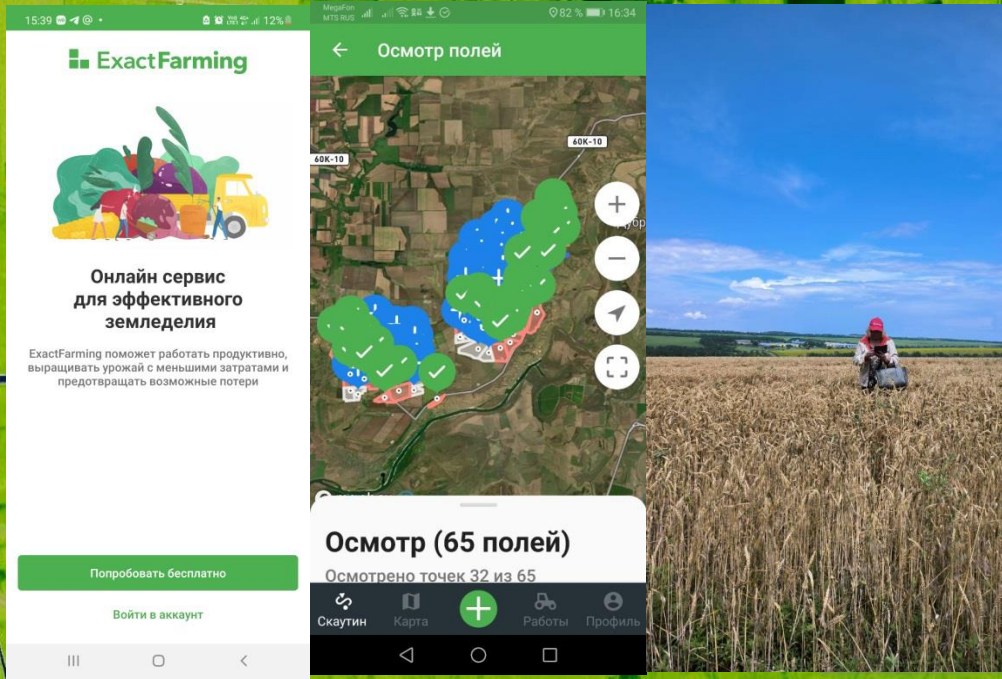 15:39
12%
ExactFarming
Онлайн сервис
для эффективного
земледелия
ExactFarming поможет работать продуктивно,
выращивать урожай с меньшими затратами и
предотвращать возможные потери
Попробовать бесплатно
Войти в аккаунт
MegaFon
MTS RUS
82 % 16:34
Осмотр полей
60K-10
60K-10
Осмотр (65 полей)
Осмотрено точек 32 из 65
Скаутин
Карта
Работы
Профиль